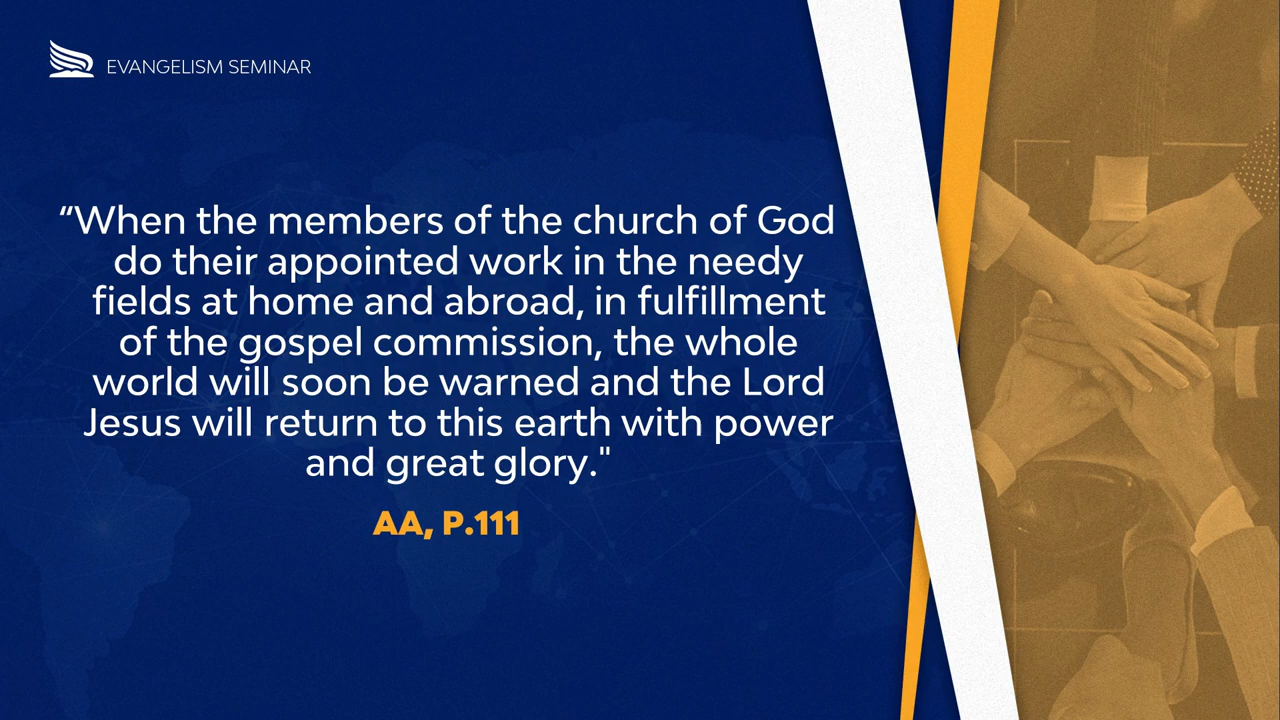 EVANGELISM SEMINAR
“When the members of the church of God
do their appointed work in the needy
fields at home and abroad, in fulfillment
of the gospel commission, the whole
world will soon be warned and the Lord
Jesus will return to this earth with power
and great glory."
AA, P.111